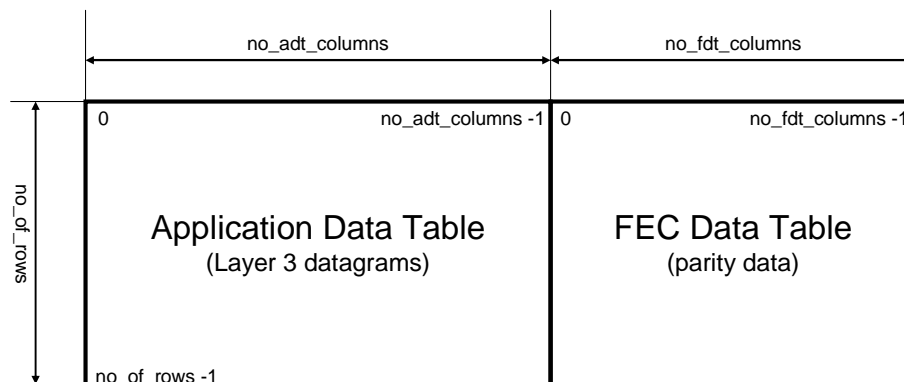 no_adt_columns
no_fdt_columns
0
no_adt_columns -1
0
no_fdt_columns -1
no_of_rows
Application Data Table
(Layer 3 datagrams)
FEC Data Table
(parity data)
no_of_rows -1